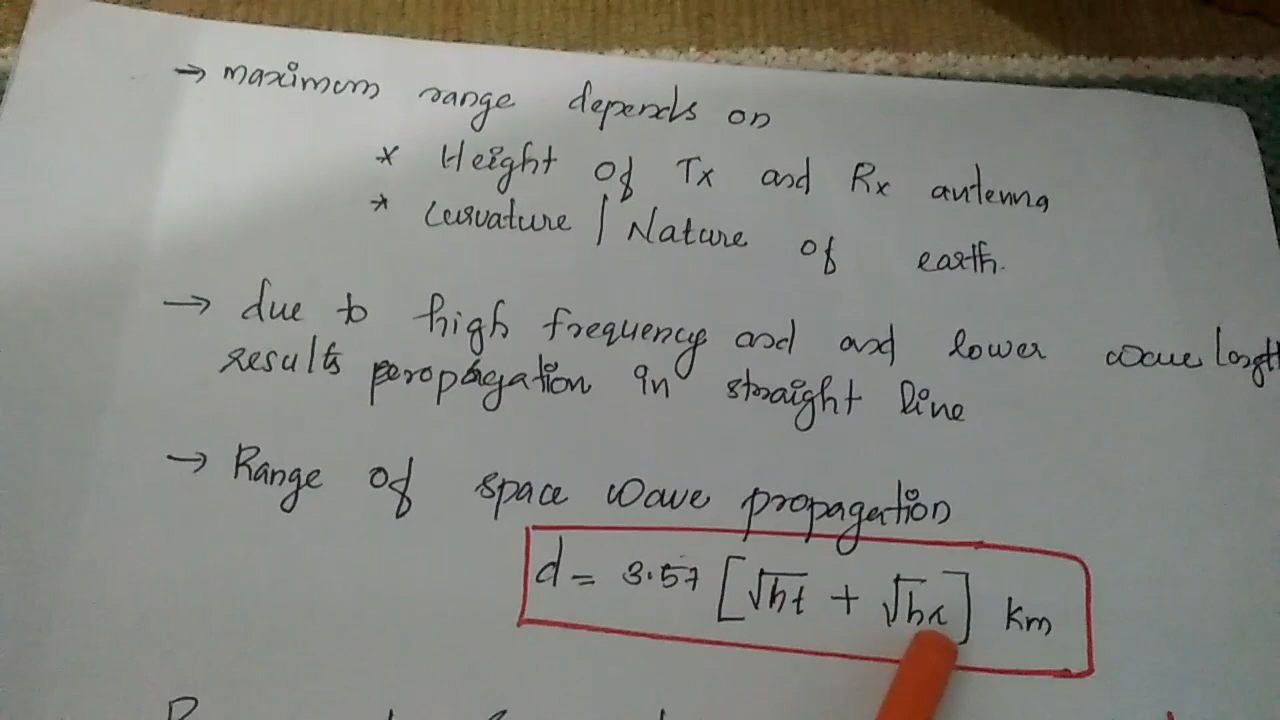 → maximum range depends on
* Height of Tx and Rx antenna
* Curvature / Nature of earth.
→ due to high frequency and and lower wave length
results peropagation in straight line
→ Range of space wave propagation
d = 3.57 [√ht + √hr] km